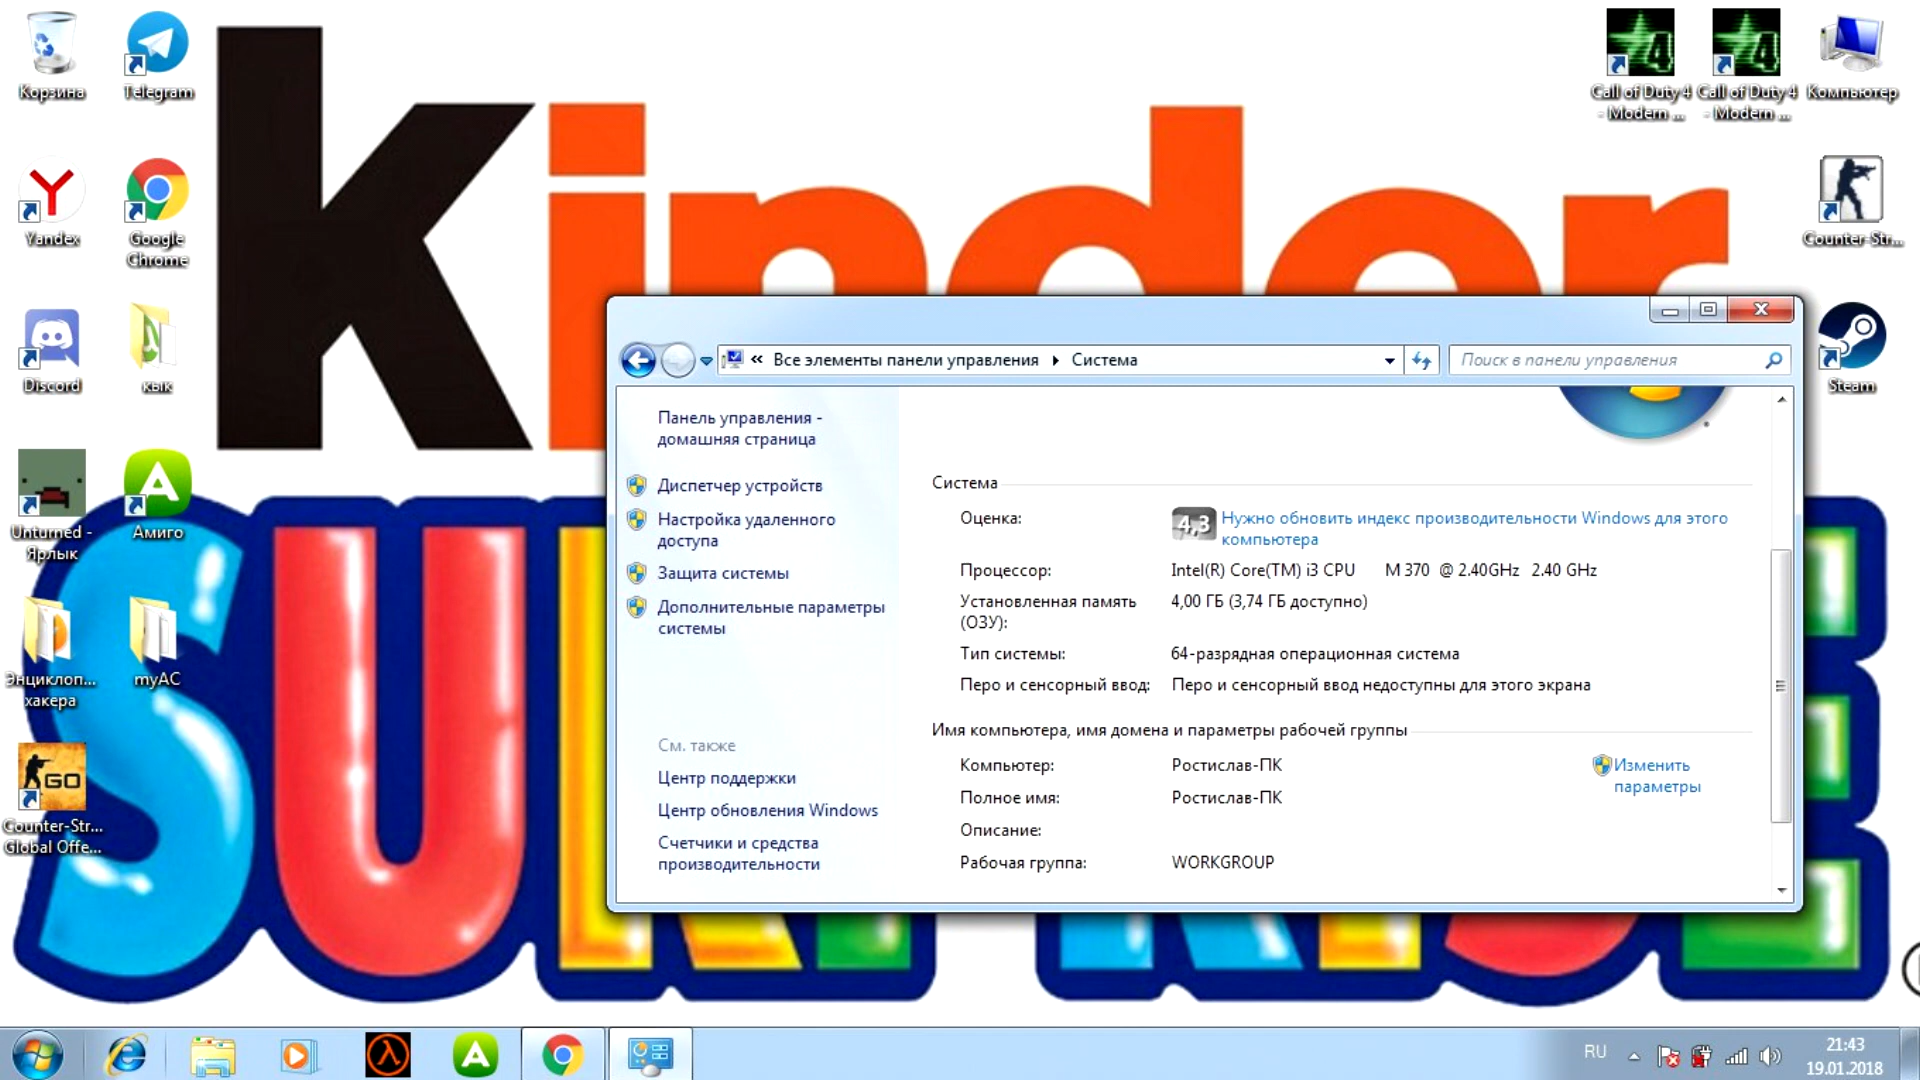 Корзина
Telegram
Yandex
Google
Chrome
Discord
кык
Unturned -
Ярлык
Амиго
Энциклоп...
хакера
myAC
GO
Counter-Str...
Global Offe...
Kinder
Call of Duty 4
- Modern ...
Call of Duty 4
- Modern ...
Компьютер
Counter-Str...
Steam
« Все элементы панели управления ▸ Система
Поиск в панели управления
Панель управления -
домашняя страница
Диспетчер устройств
Настройка удаленного
доступа
Защита системы
Дополнительные параметры
системы
См. также
Центр поддержки
Центр обновления Windows
Счетчики и средства
производительности
Система
Оценка: 4,3 Нужно обновить индекс производительности Windows для этого
компьютера
Процессор: Intel(R) Core(TM) i3 CPU M 370 @ 2.40GHz 2.40 GHz
Установленная память 4,00 ГБ (3,74 ГБ доступно)
(ОЗУ):
Тип системы: 64-разрядная операционная система
Перо и сенсорный ввод: Перо и сенсорный ввод недоступны для этого экрана
Имя компьютера, имя домена и параметры рабочей группы
Компьютер: Ростислав-ПК Изменить
параметры
Полное имя: Ростислав-ПК
Описание:
Рабочая группа: WORKGROUP
RU
21:43
19.01.2018